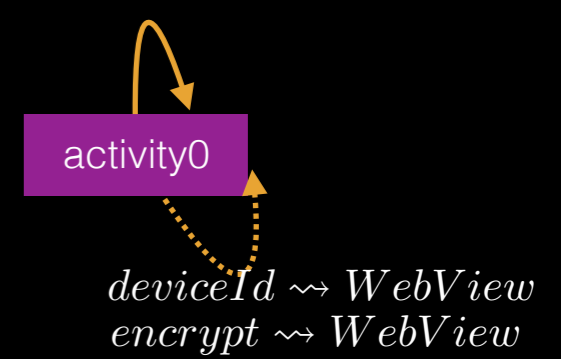 activity0
deviceId ⇝ WebView
encrypt ⇝ WebView